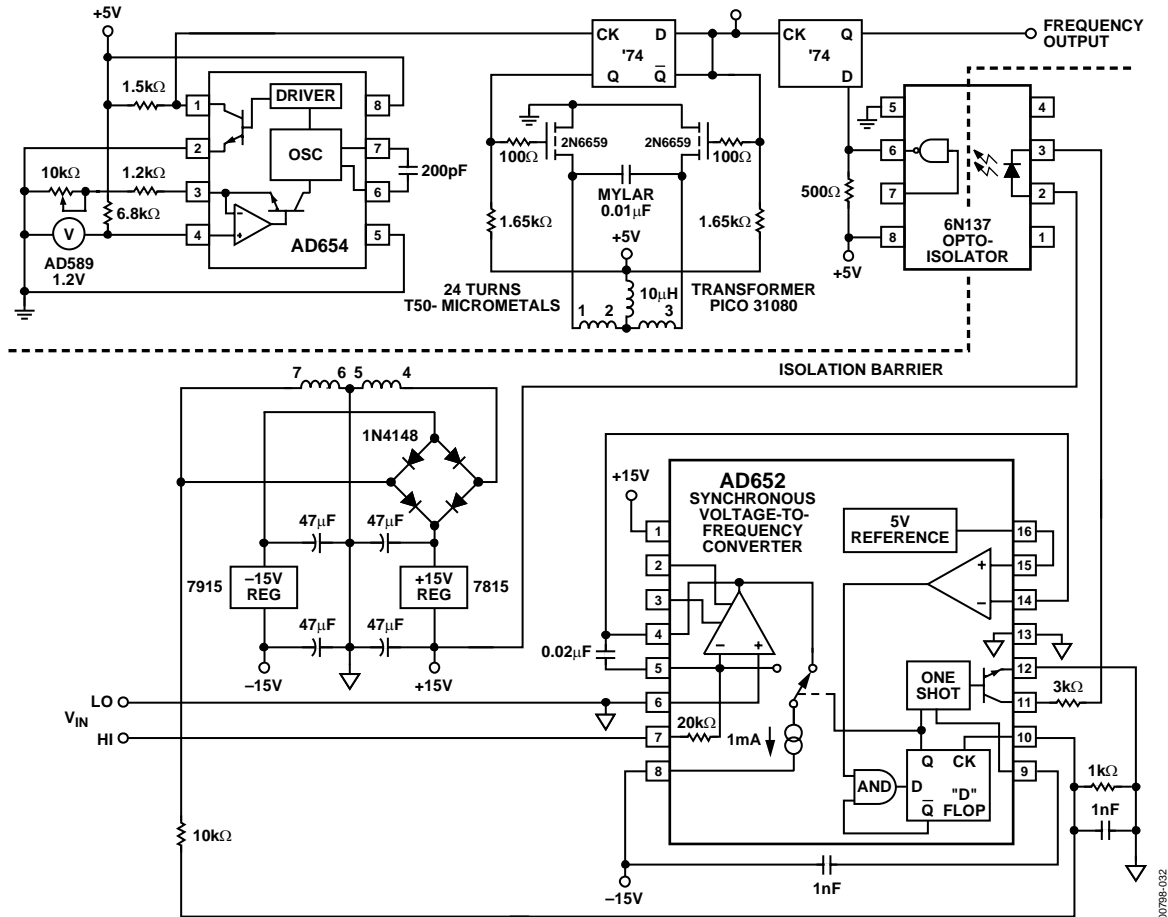 +5V
1.5kΩ
1
2
3
4
8
7
6
5
DRIVER
OSC
AD654
200pF
10kΩ
1.2kΩ
6.8kΩ
V
AD589
1.2V
CK
D
'74
Q
Q
CK
Q
'74
D
FREQUENCY
OUTPUT
2N6659
2N6659
100Ω
100Ω
MYLAR
0.01μF
1.65kΩ
1.65kΩ
+5V
10μH
24 TURNS
T50- MICROMETALS
1
2
3
TRANSFORMER
PICO 31080
500Ω
+5V
5
6
7
8
4
3
2
1
6N137
OPTO-
ISOLATOR
ISOLATION BARRIER
7
6
5
4
1N4148
47μF
47μF
7915
–15V
REG
+15V
REG
7815
47μF
47μF
–15V
+15V
LO
VIN
HI
10kΩ
+15V
AD652
SYNCHRONOUS
VOLTAGE-TO-
FREQUENCY
CONVERTER
5V
REFERENCE
1
2
3
4
5
6
7
8
16
15
14
13
12
11
10
9
0.02μF
20kΩ
1mA
ONE
SHOT
AND
Q
CK
D
"D"
Q
FLOP
3kΩ
1kΩ
1nF
–15V
1nF
00798-032